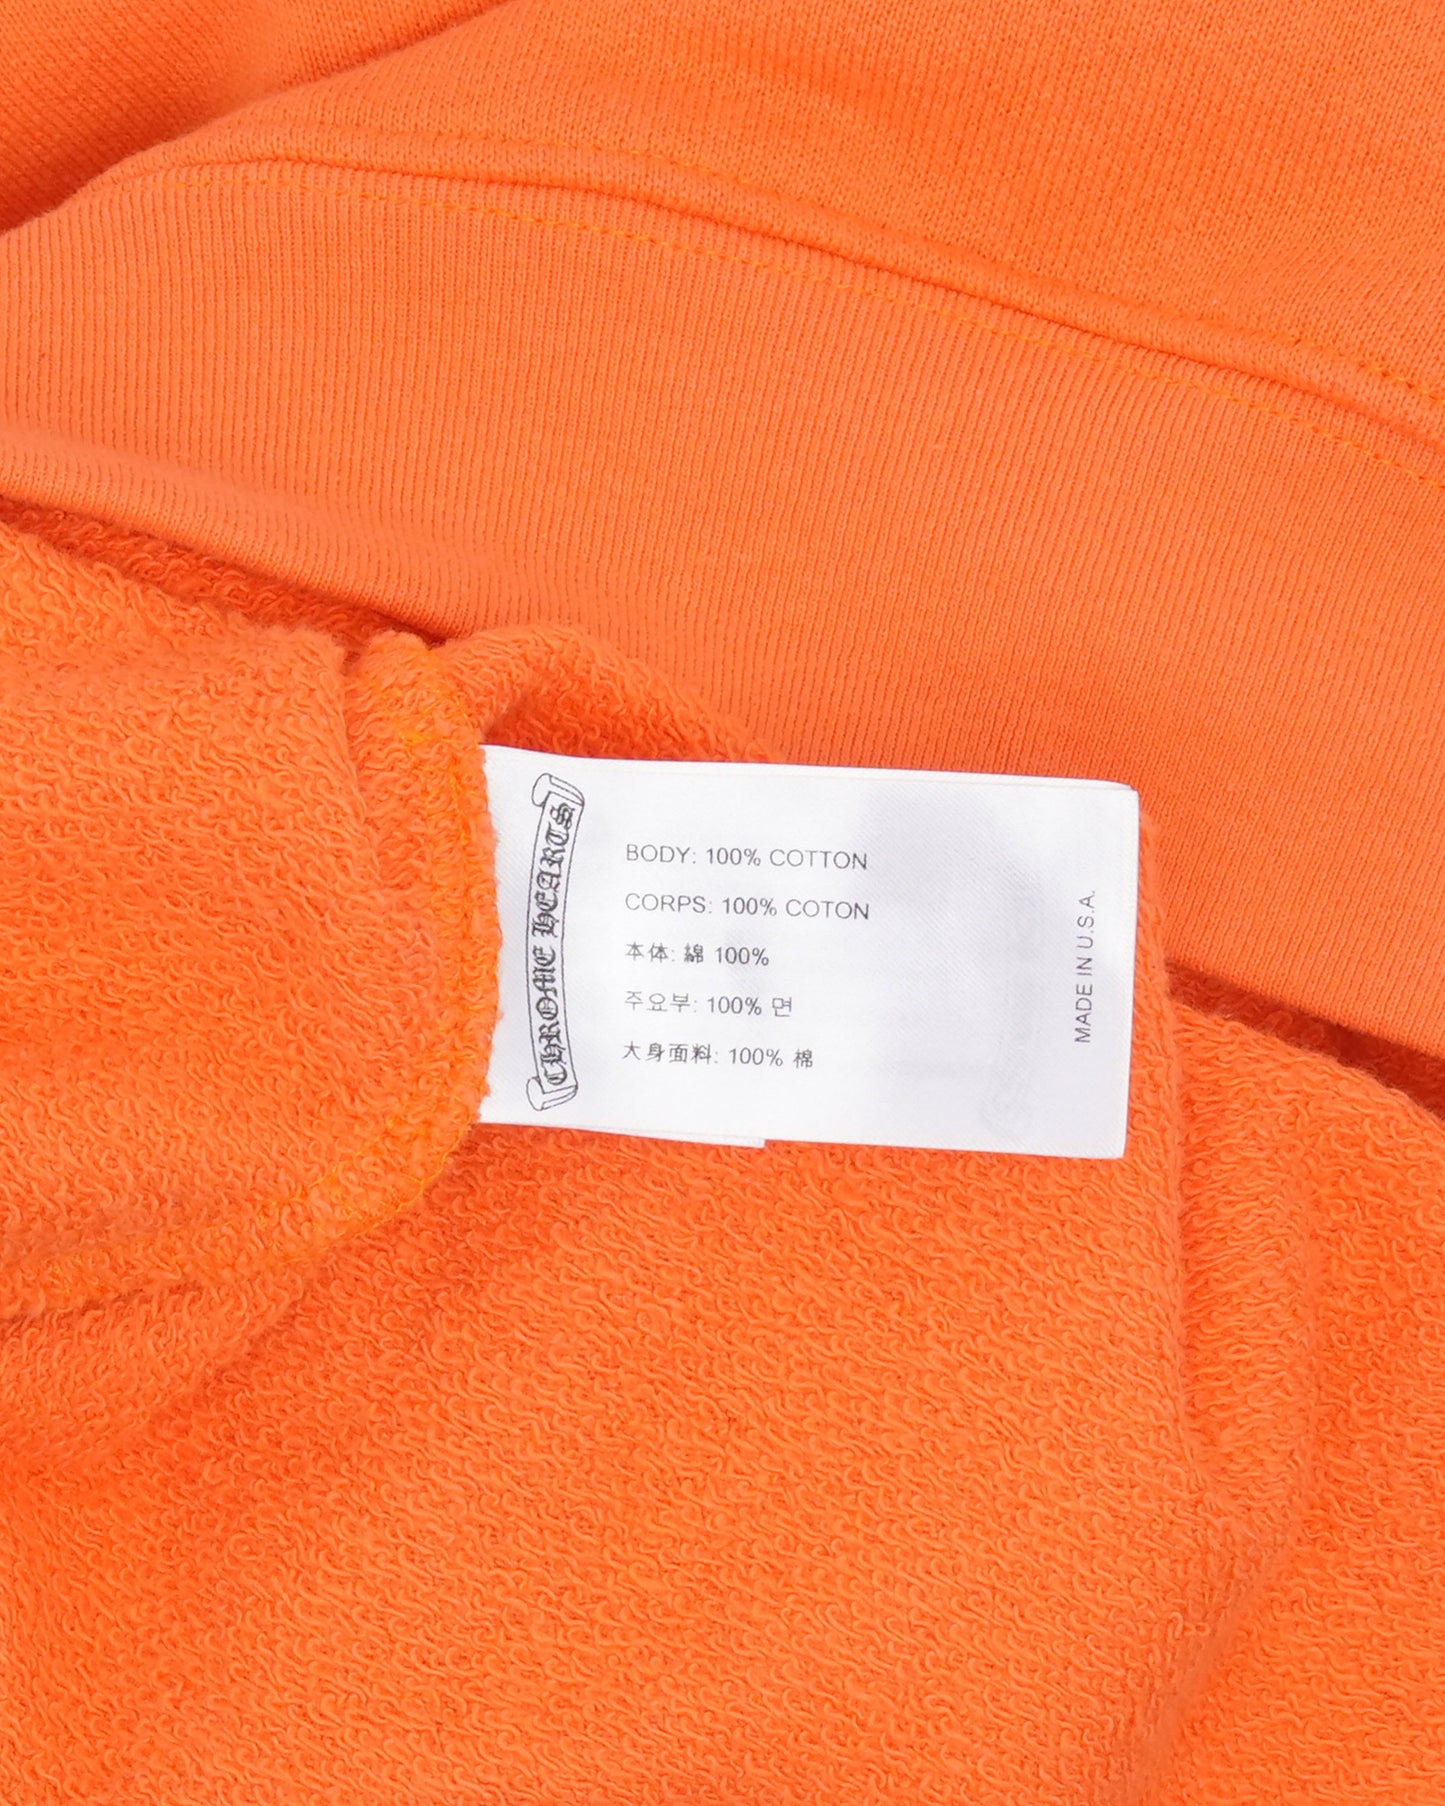 CHROME HEARTS
BODY: 100% COTTON
CORPS: 100% COTON
本体: 綿 100%
주요부: 100% 면
大身面料: 100% 棉
MADE IN U.S.A.